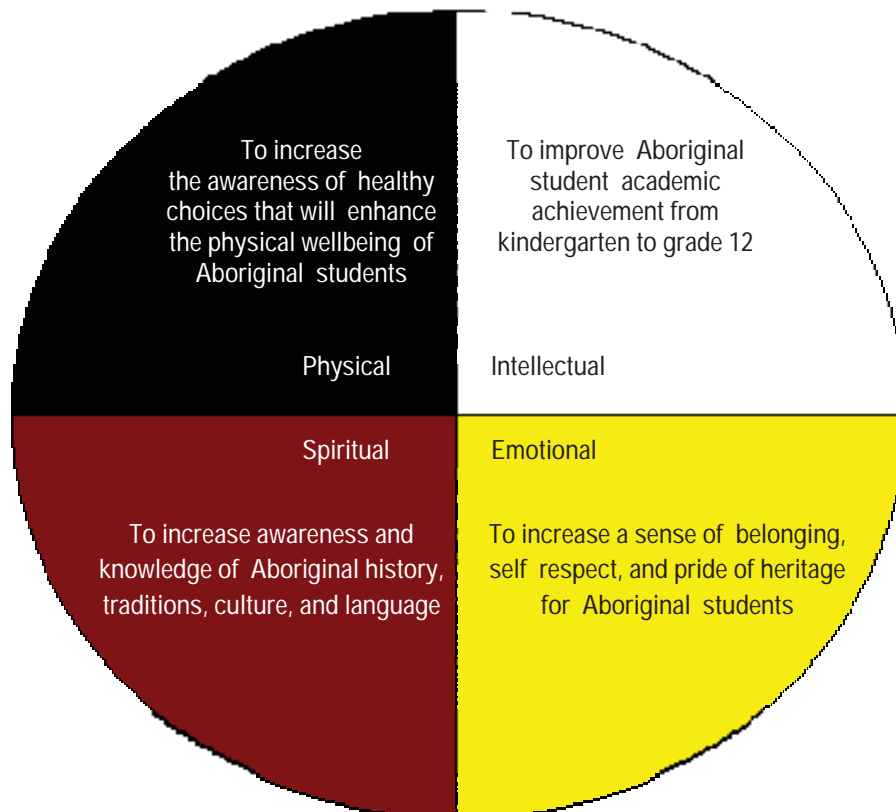 To increase
the awareness of healthy
choices that will enhance
the physical wellbeing of
Aboriginal students
Physical
To improve Aboriginal
student academic
achievement from
kindergarten to grade 12
Intellectual
Spiritual
To increase awareness and
knowledge of Aboriginal history,
traditions, culture, and language
Emotional
To increase a sense of belonging,
self respect, and pride of heritage
for Aboriginal students